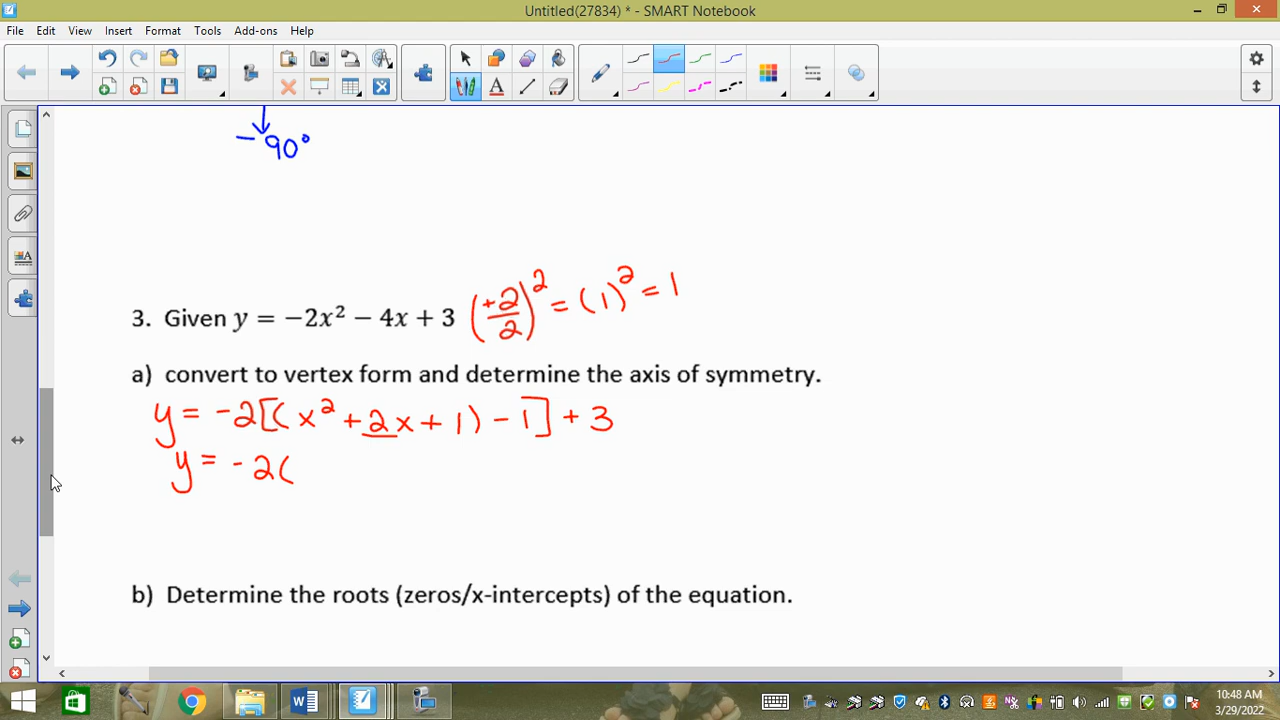 Untitled(27834) * - SMART Notebook
File Edit View Insert Format Tools Add-ons Help
-90°
3. Given y = −2x² − 4x + 3 (+2/2)² = (1)² = 1
a) convert to vertex form and determine the axis of symmetry.
y = -2[(x² + 2x + 1) - 1] + 3
y = -2(
b) Determine the roots (zeros/x-intercepts) of the equation.
10:48 AM
3/29/2022